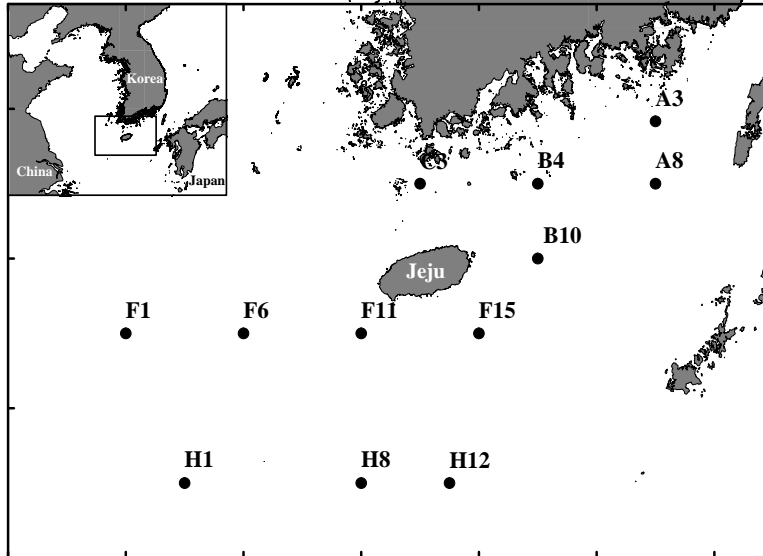 Korea
China
Japan
A3
C3
B4
A8
B10
Jeju
F1
F6
F11
F15
H1
H8
H12